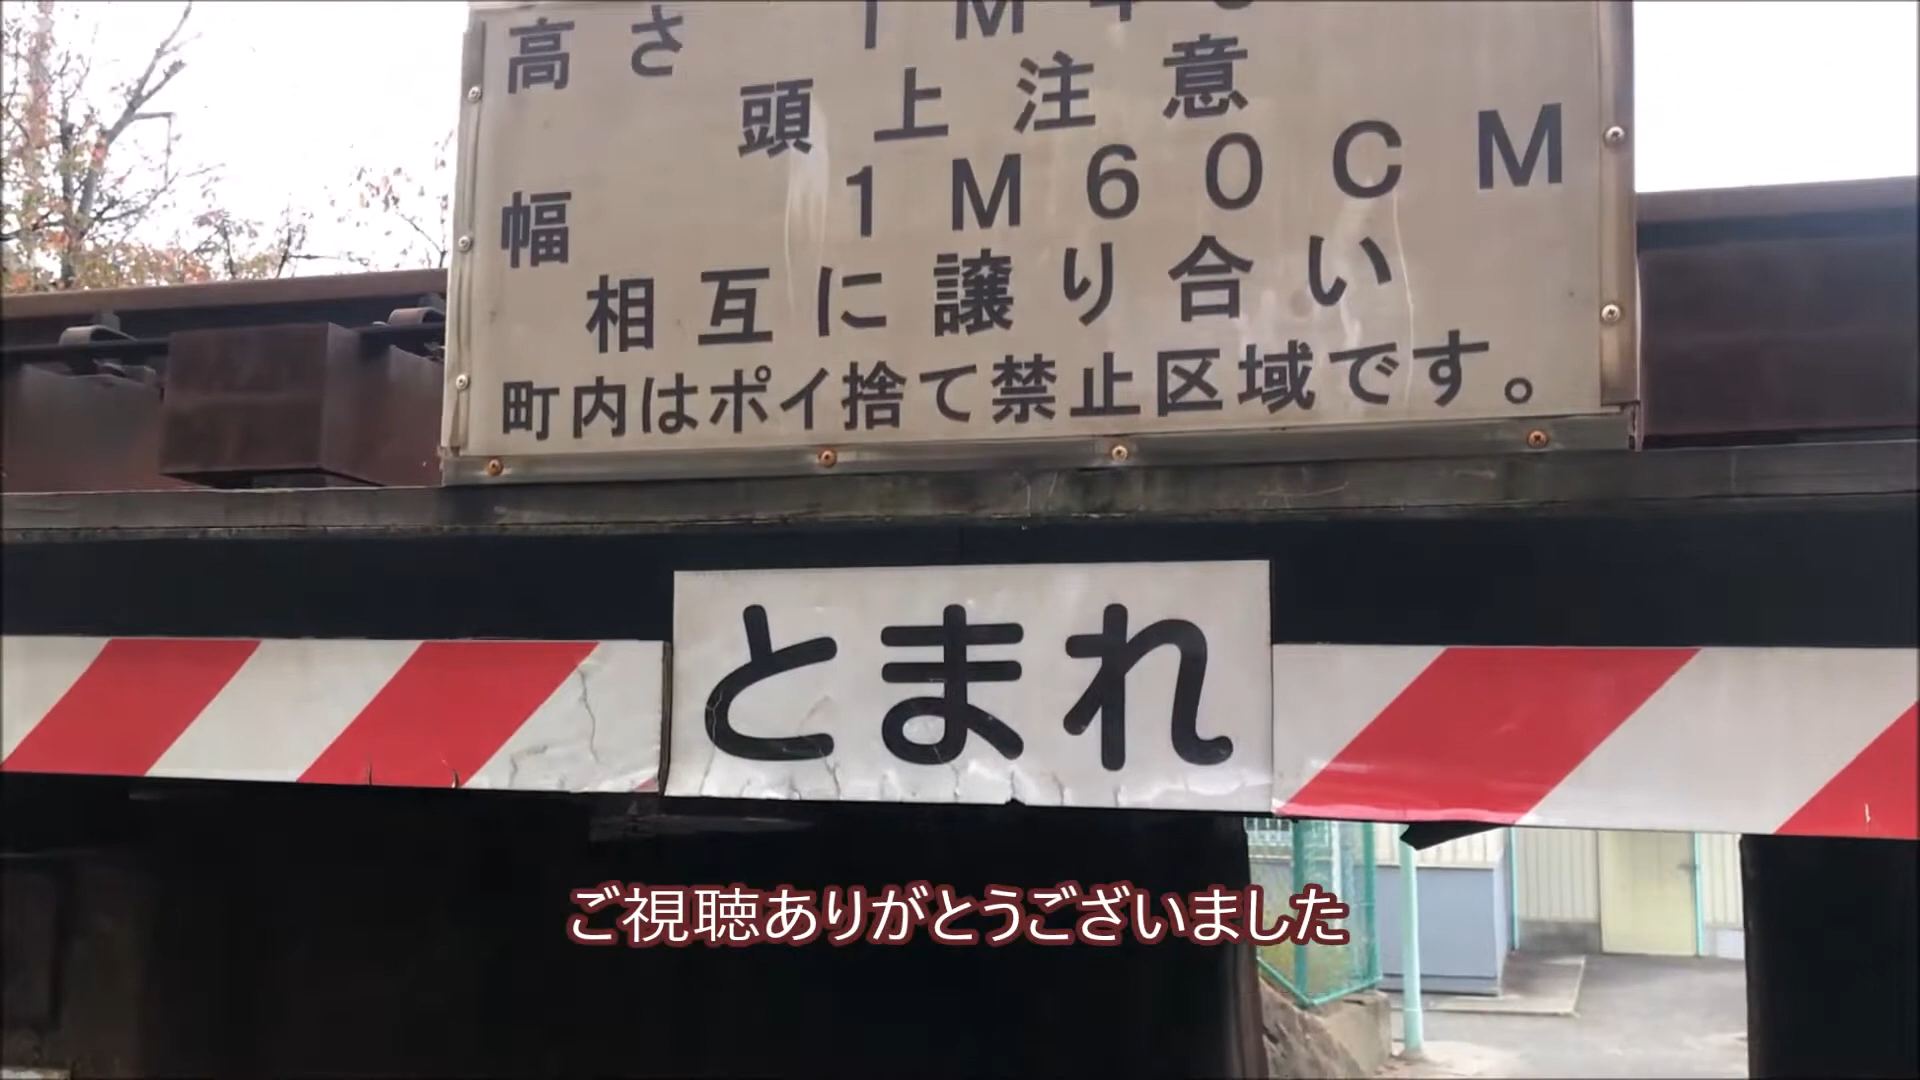 高さ　１Ｍ４
頭上注意
幅　１Ｍ６０ＣＭ
相互に譲り合い
町内はポイ捨て禁止区域です。
とまれ
ご視聴ありがとうございました